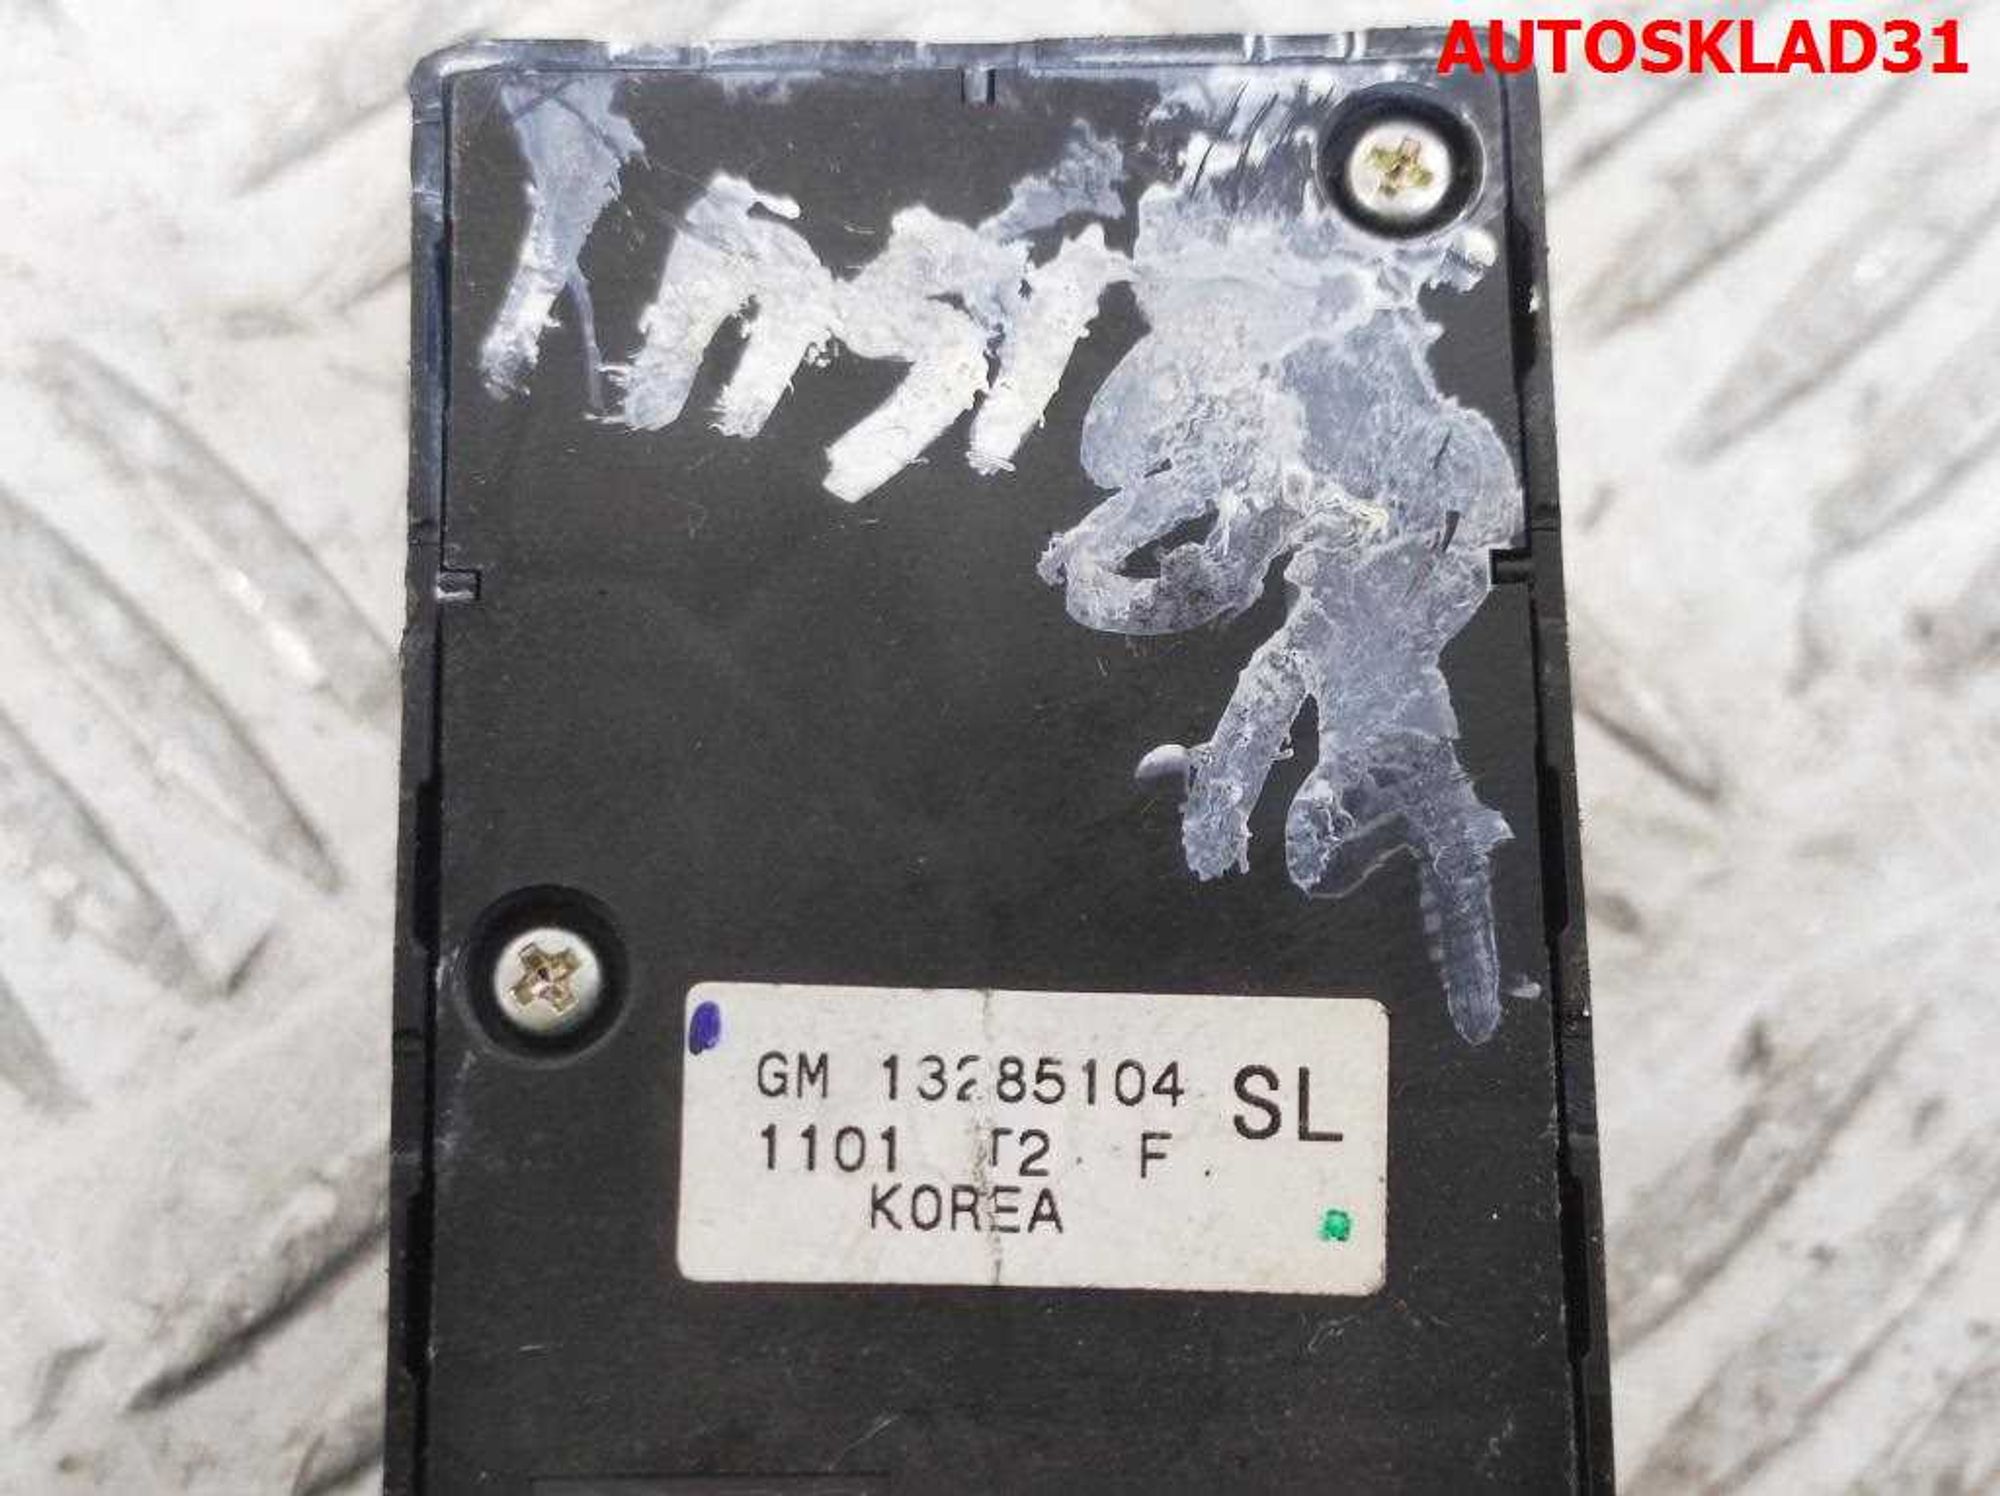 AUTOSKLAD31
GM 13285104 SL
1101 T2 F
KOREA